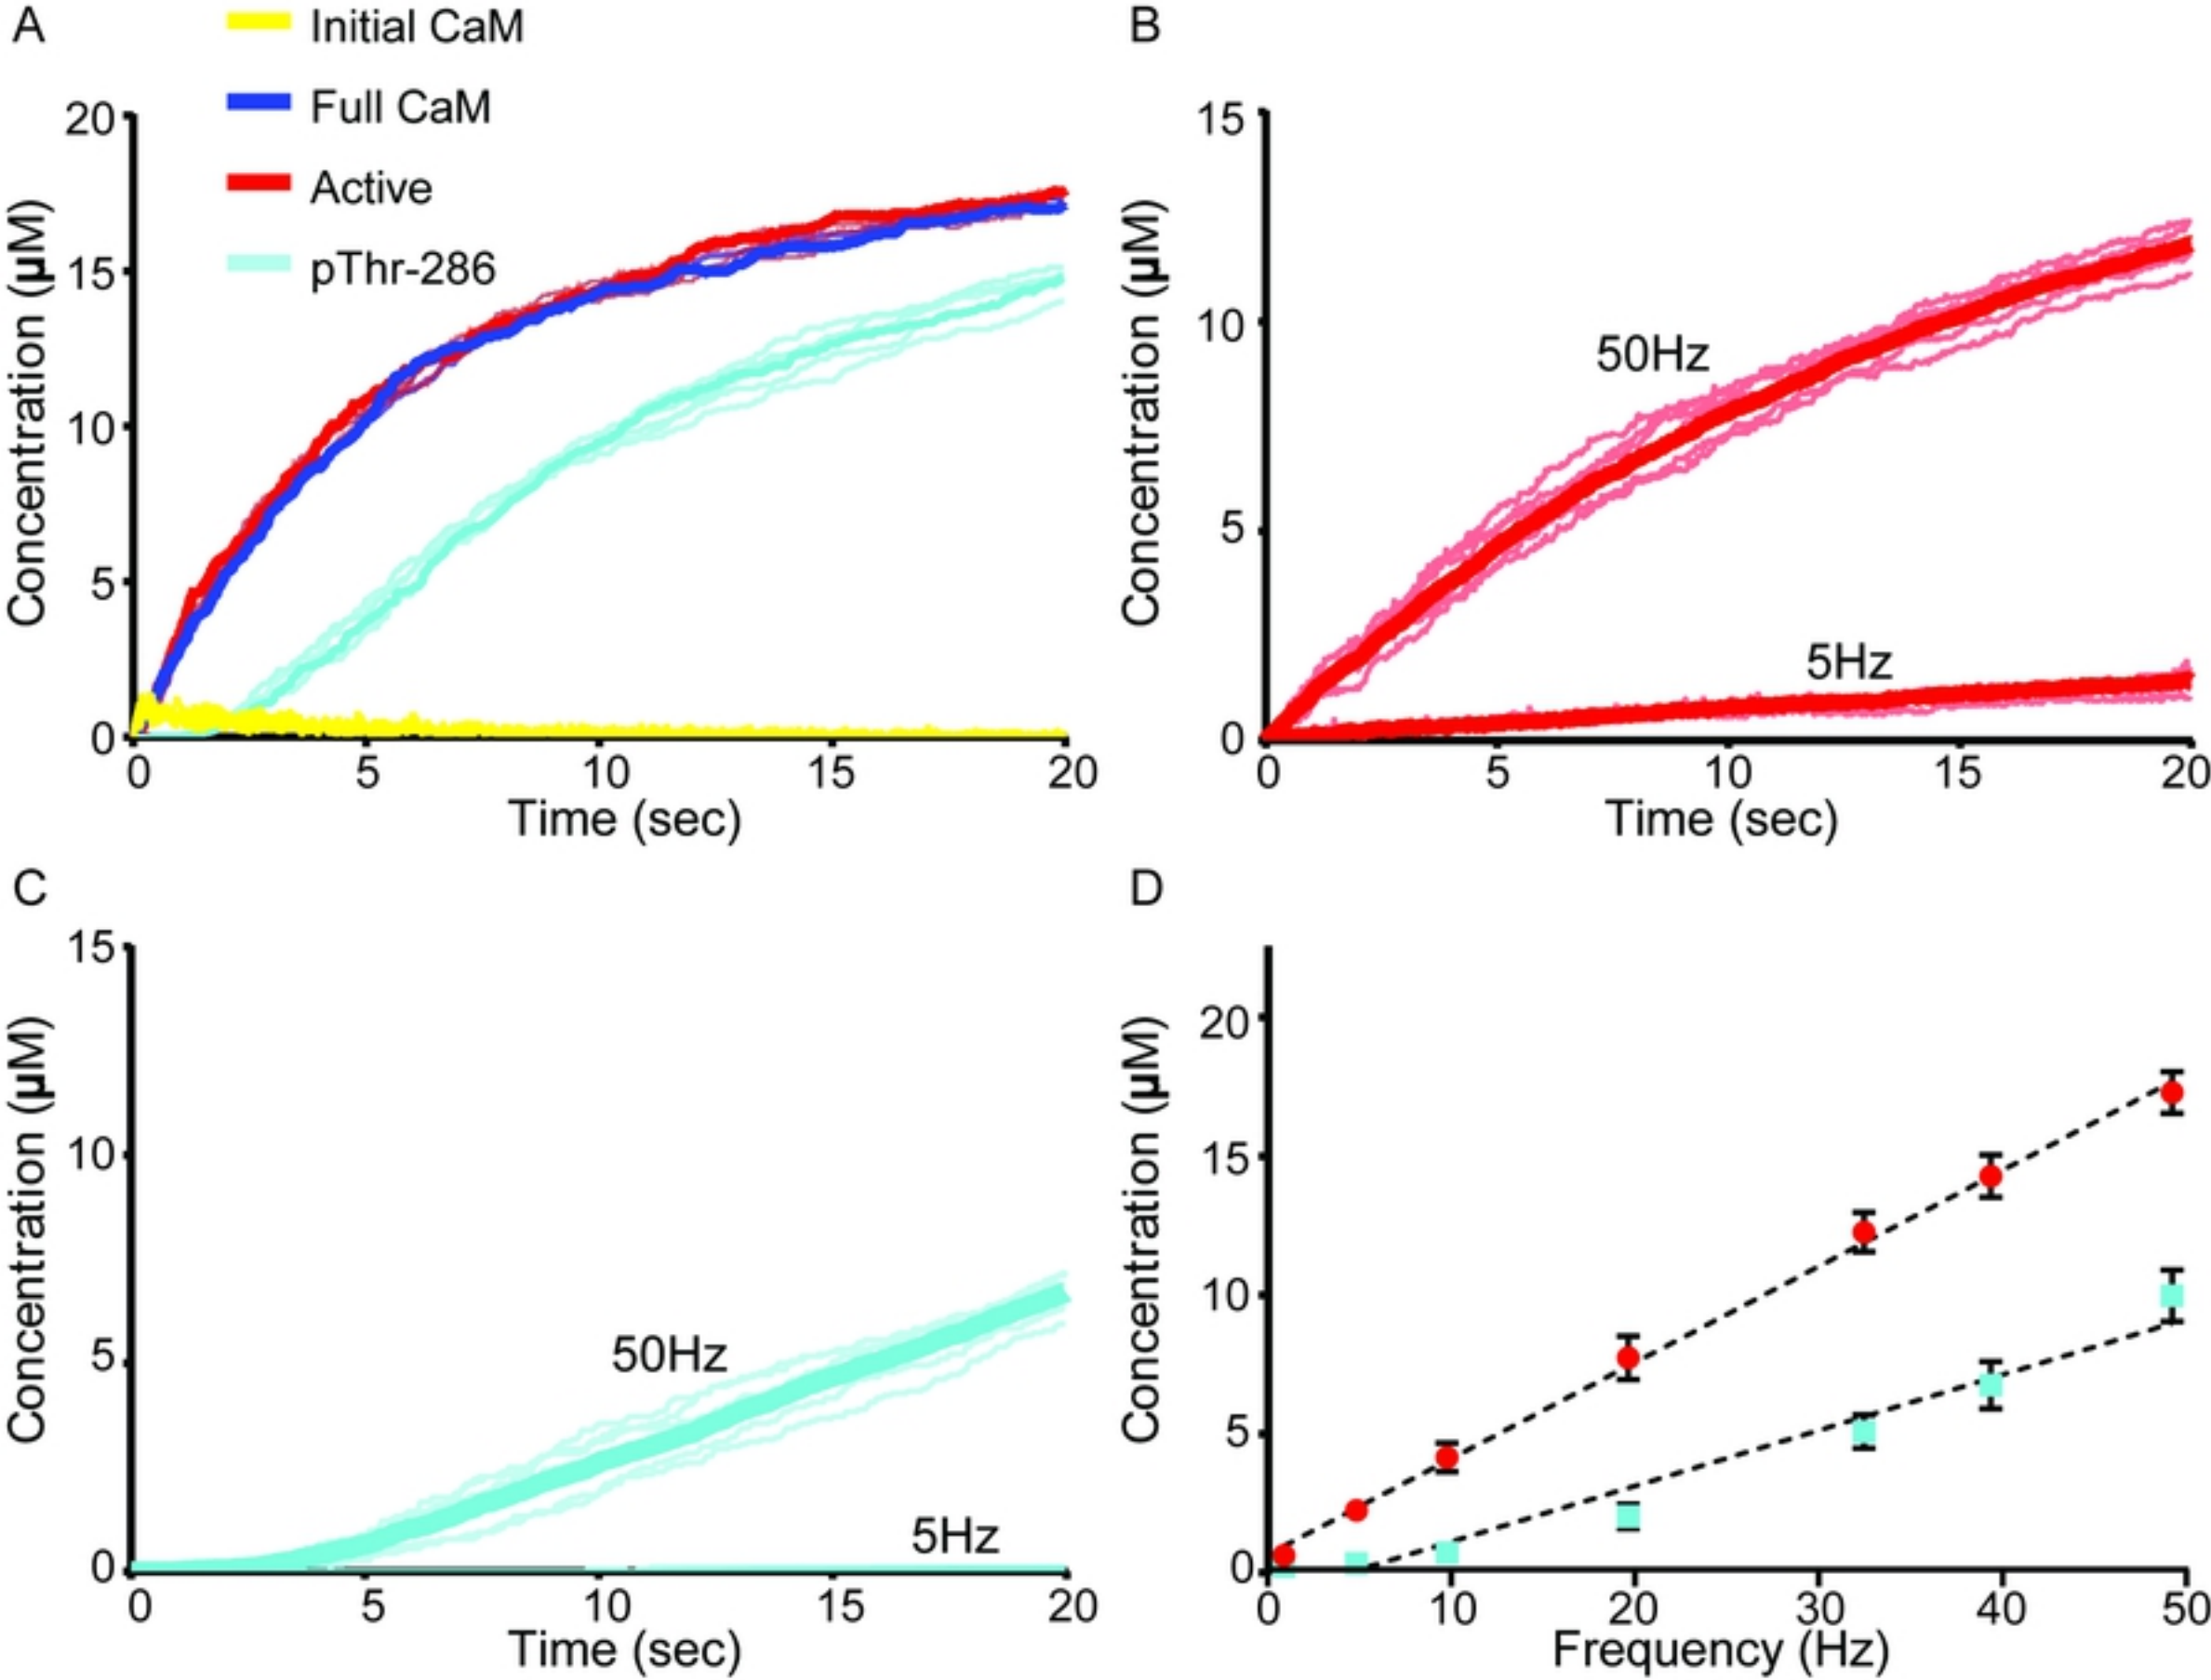 A
Initial CaM
Full CaM
Active
pThr-286
20
15
10
5
0
Concentration (µM)
0 5 10 15 20
Time (sec)
B
15
10
5
0
Concentration (µM)
50Hz
5Hz
0 5 10 15 20
Time (sec)
C
15
10
5
0
Concentration (µM)
50Hz
5Hz
0 5 10 15 20
Time (sec)
D
20
15
10
5
0
Concentration (µM)
0 10 20 30 40 50
Frequency (Hz)